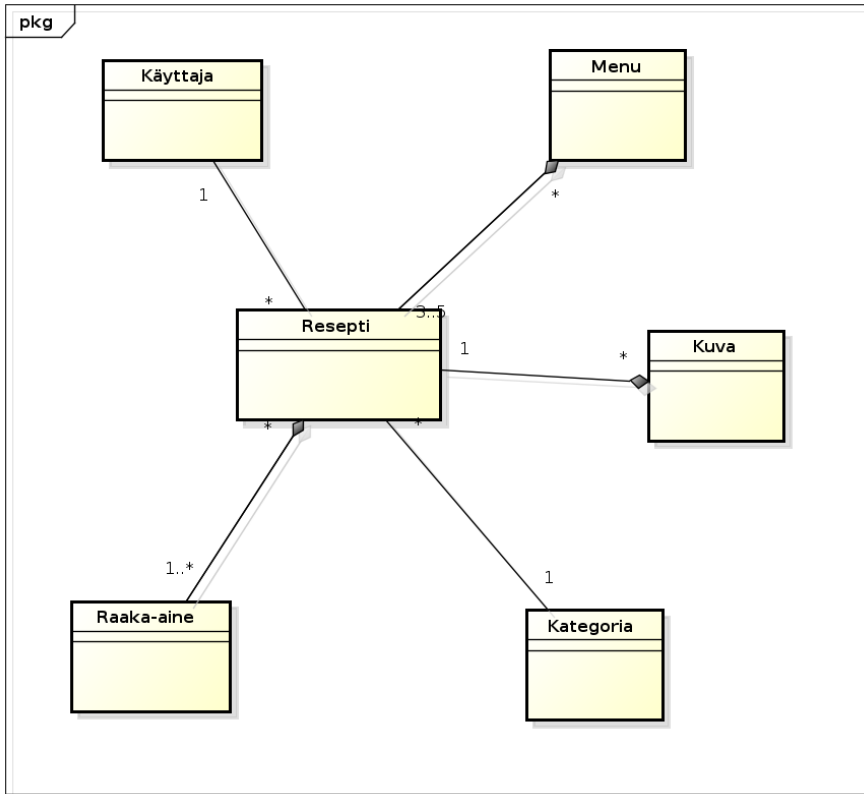 pkg
Käyttaja
Menu
1
*
*
3..5
Resepti
1
*
Kuva
*
*
1..*
1
Raaka-aine
Kategoria